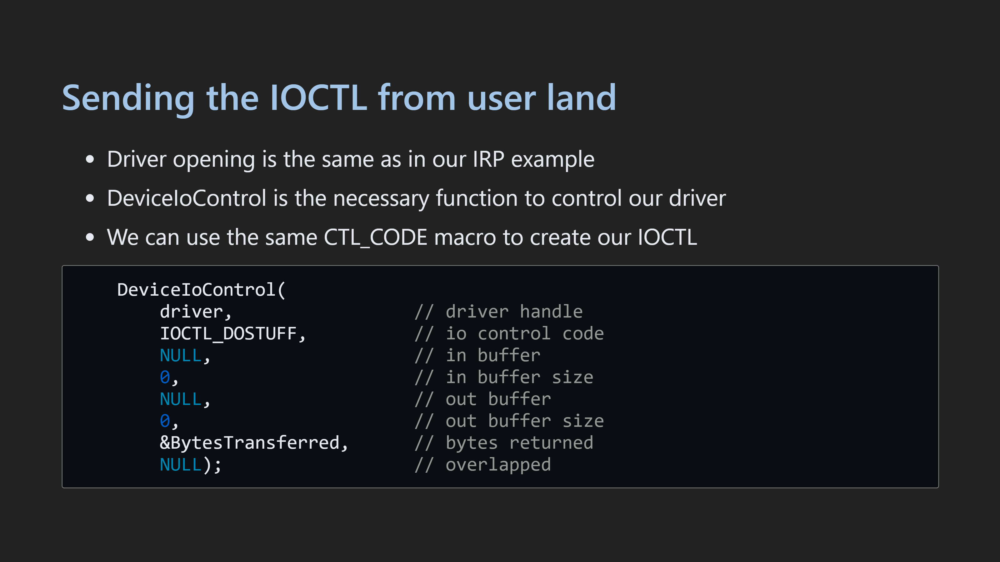 Sending the IOCTL from user land
• Driver opening is the same as in our IRP example
• DeviceIoControl is the necessary function to control our driver
• We can use the same CTL_CODE macro to create our IOCTL
DeviceIoControl(
    driver,                 // driver handle
    IOCTL_DOSTUFF,          // io control code
    NULL,                   // in buffer
    0,                      // in buffer size
    NULL,                   // out buffer
    0,                      // out buffer size
    &BytesTransferred,      // bytes returned
    NULL);                  // overlapped